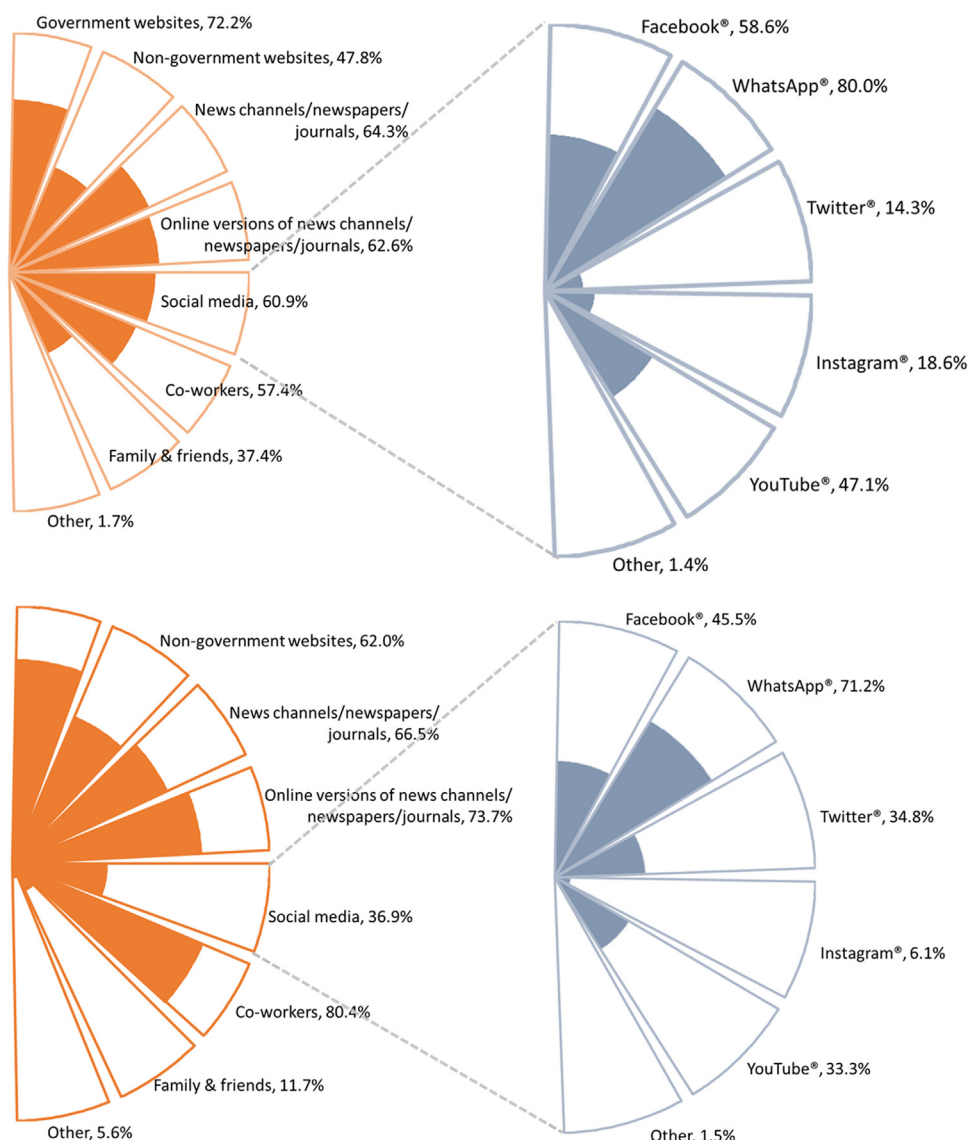 Government websites, 72.2%
Non-government websites, 47.8%
News channels/newspapers/
journals, 64.3%
Online versions of news channels/
newspapers/journals, 62.6%
Social media, 60.9%
Co-workers, 57.4%
Family & friends, 37.4%
Other, 1.7%
Facebook®, 58.6%
WhatsApp®, 80.0%
Twitter®, 14.3%
Instagram®, 18.6%
YouTube®, 47.1%
Other, 1.4%
Non-government websites, 62.0%
News channels/newspapers/
journals, 66.5%
Online versions of news channels/
newspapers/journals, 73.7%
Social media, 36.9%
Co-workers, 80.4%
Family & friends, 11.7%
Other, 5.6%
Facebook®, 45.5%
WhatsApp®, 71.2%
Twitter®, 34.8%
Instagram®, 6.1%
YouTube®, 33.3%
Other, 1.5%